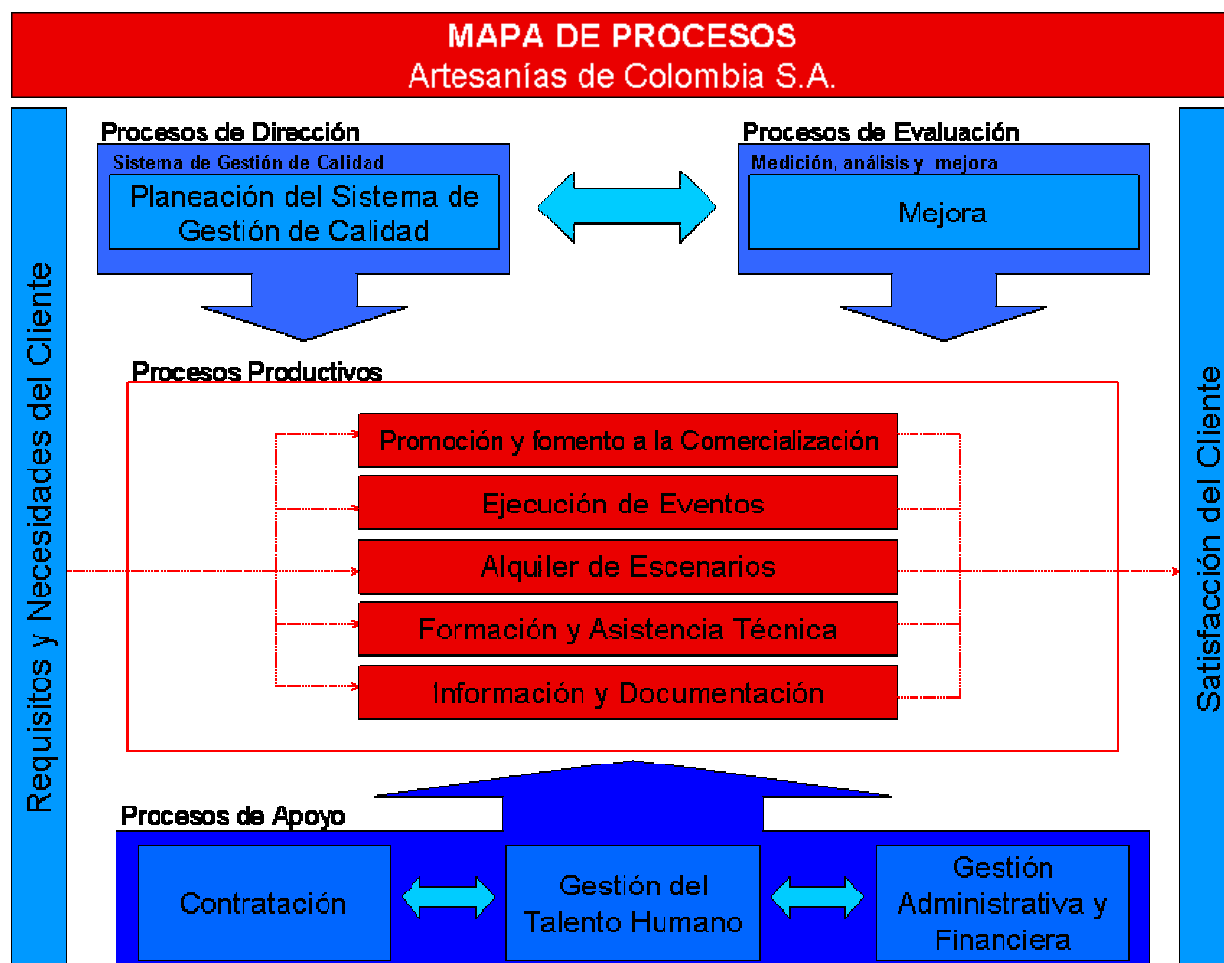 MAPA DE PROCESOS
Artesanías de Colombia S.A.
Requisitos y Necesidades del Cliente
Procesos de Dirección
Sistema de Gestión de Calidad
Planeación del Sistema de
Gestión de Calidad
Procesos de Evaluación
Medición, análisis y mejora
Mejora
Procesos Productivos
Promoción y fomento a la Comercialización
Ejecución de Eventos
Alquiler de Escenarios
Formación y Asistencia Técnica
Información y Documentación
Procesos de Apoyo
Contratación
Gestión del
Talento Humano
Gestión
Administrativa y
Financiera
Satisfacción del Cliente